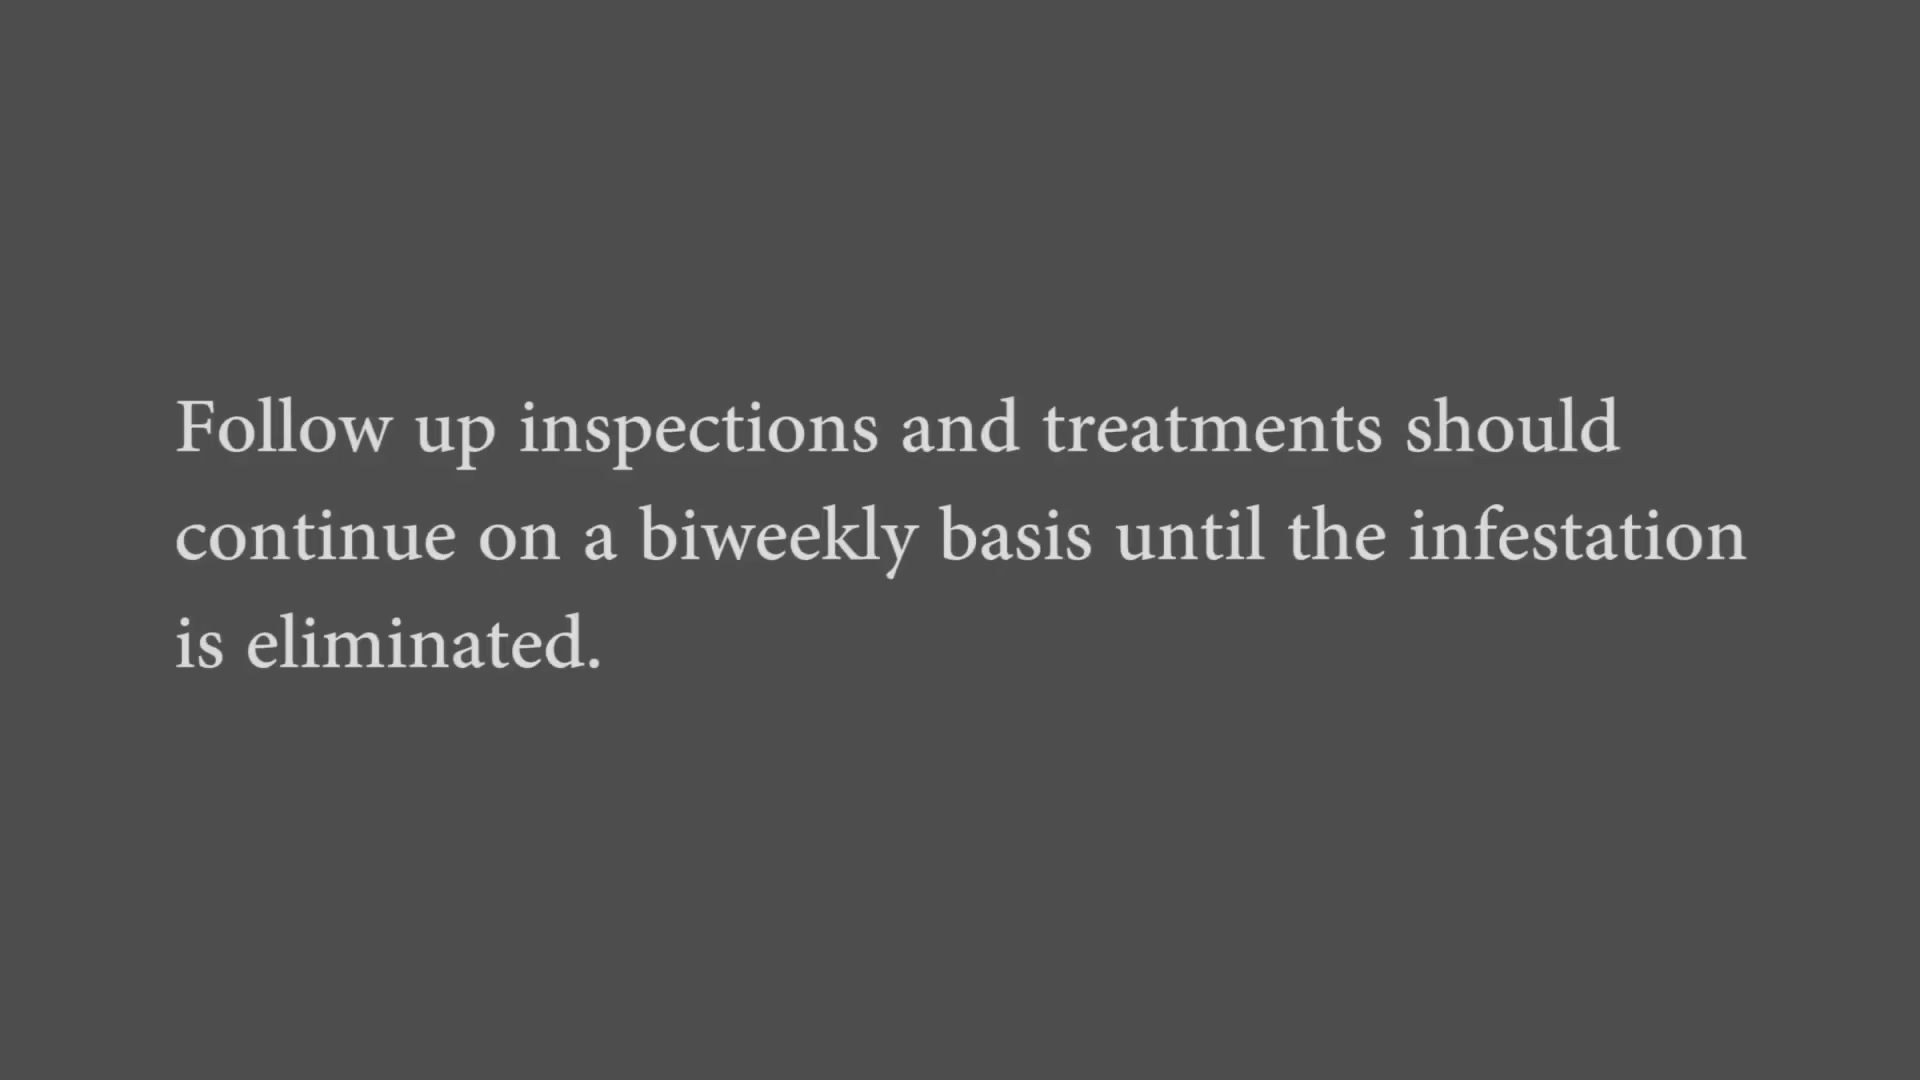 Follow up inspections and treatments should
continue on a biweekly basis until the infestation
is eliminated.